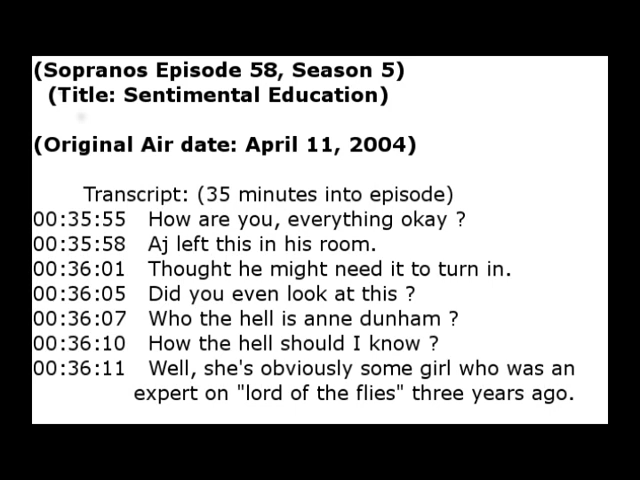 (Sopranos Episode 58, Season 5)
(Title: Sentimental Education)
(Original Air date: April 11, 2004)
Transcript: (35 minutes into episode)
00:35:55 How are you, everything okay ?
00:35:58 Aj left this in his room.
00:36:01 Thought he might need it to turn in.
00:36:05 Did you even look at this ?
00:36:07 Who the hell is anne dunham ?
00:36:10 How the hell should I know ?
00:36:11 Well, she's obviously some girl who was an
expert on "lord of the flies" three years ago.